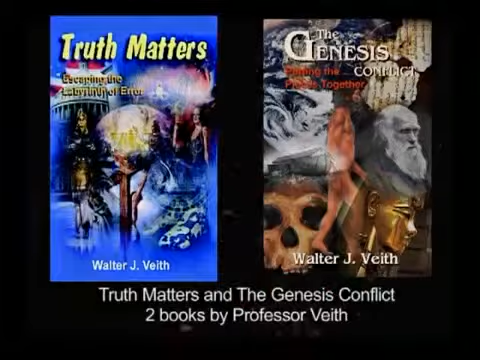 Truth Matters
Escaping the
Labyrinth of Error
Walter J. Veith
The
GENESIS
CONFLICT
Putting the
Pieces Together
Walter J. Veith
Truth Matters and The Genesis Conflict
2 books by Professor Veith